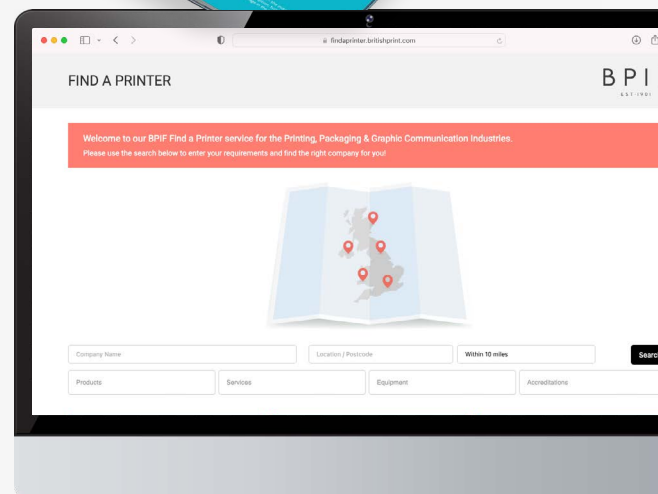 findaprinter.britishprint.com
FIND A PRINTER
BPI
EST·1901
Welcome to our BPIF Find a Printer service for the Printing, Packaging & Graphic Communication Industries.
Please use the search below to enter your requirements and find the right company for you!
Company Name
Location / Postcode
Within 10 miles
Searc
Products
Services
Equipment
Accreditations